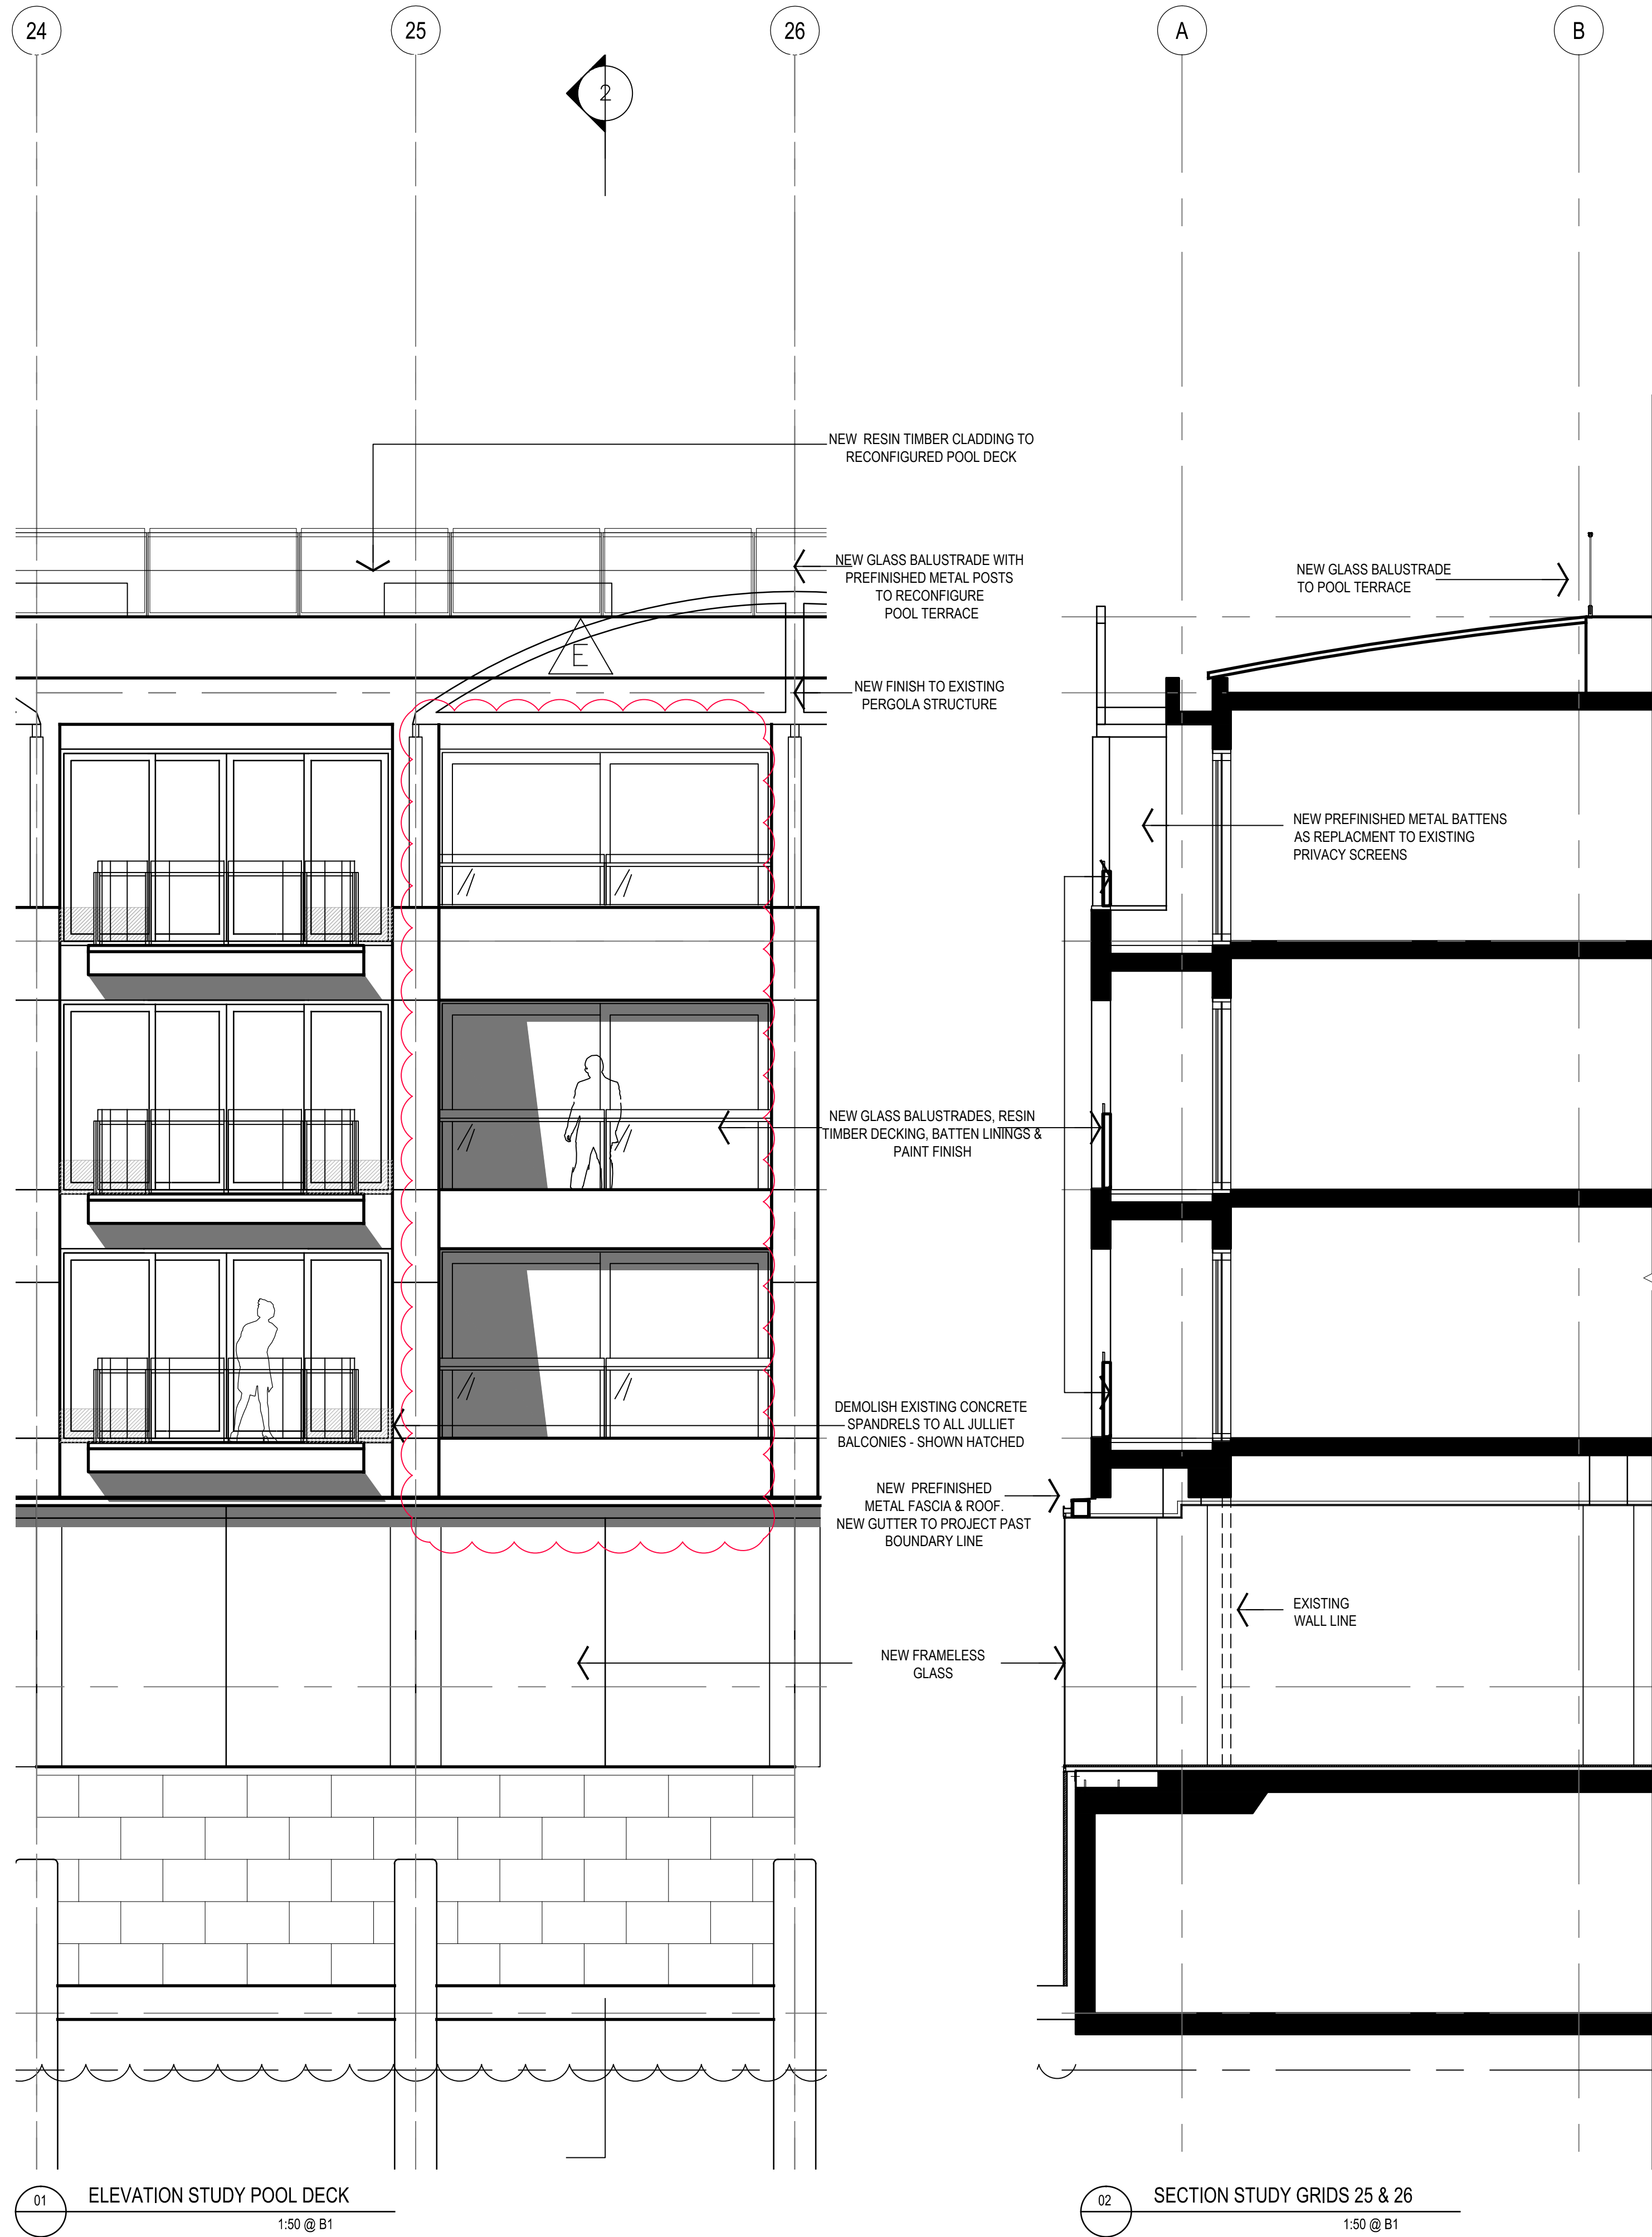 24
25
26
A
B
2
NEW RESIN TIMBER CLADDING TO
RECONFIGURED POOL DECK
NEW GLASS BALUSTRADE WITH
PREFINISHED METAL POSTS
TO RECONFIGURE
POOL TERRACE
NEW GLASS BALUSTRADE
TO POOL TERRACE
E
NEW FINISH TO EXISTING
PERGOLA STRUCTURE
NEW PREFINISHED METAL BATTENS
AS REPLACMENT TO EXISTING
PRIVACY SCREENS
NEW GLASS BALUSTRADES, RESIN
TIMBER DECKING, BATTEN LININGS &
PAINT FINISH
DEMOLISH EXISTING CONCRETE
SPANDRELS TO ALL JULLIET
BALCONIES - SHOWN HATCHED
NEW PREFINISHED
METAL FASCIA & ROOF.
NEW GUTTER TO PROJECT PAST
BOUNDARY LINE
EXISTING
WALL LINE
NEW FRAMELESS
GLASS
01
ELEVATION STUDY POOL DECK
1:50 @ B1
02
SECTION STUDY GRIDS 25 & 26
1:50 @ B1